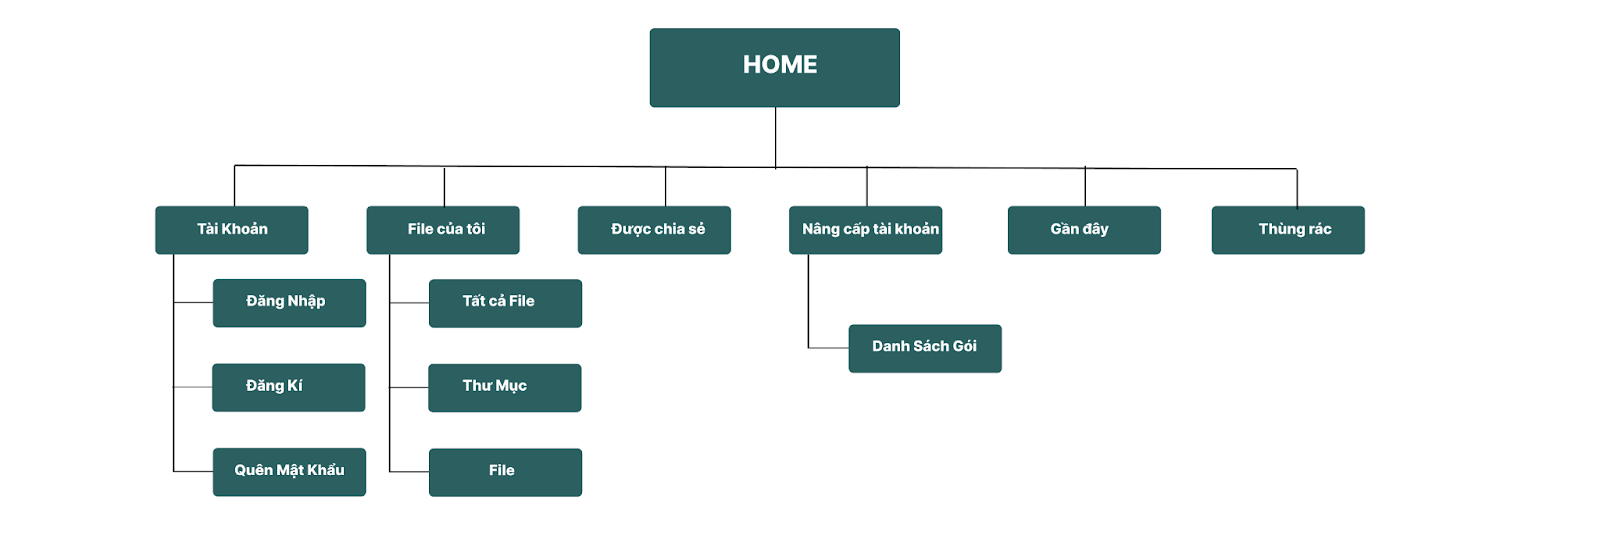 HOME
Tài Khoản
File của tôi
Được chia sẻ
Nâng cấp tài khoản
Gần đây
Thùng rác
Đăng Nhập
Tất cả File
Danh Sách Gói
Đăng Kí
Thư Mục
Quên Mật Khẩu
File